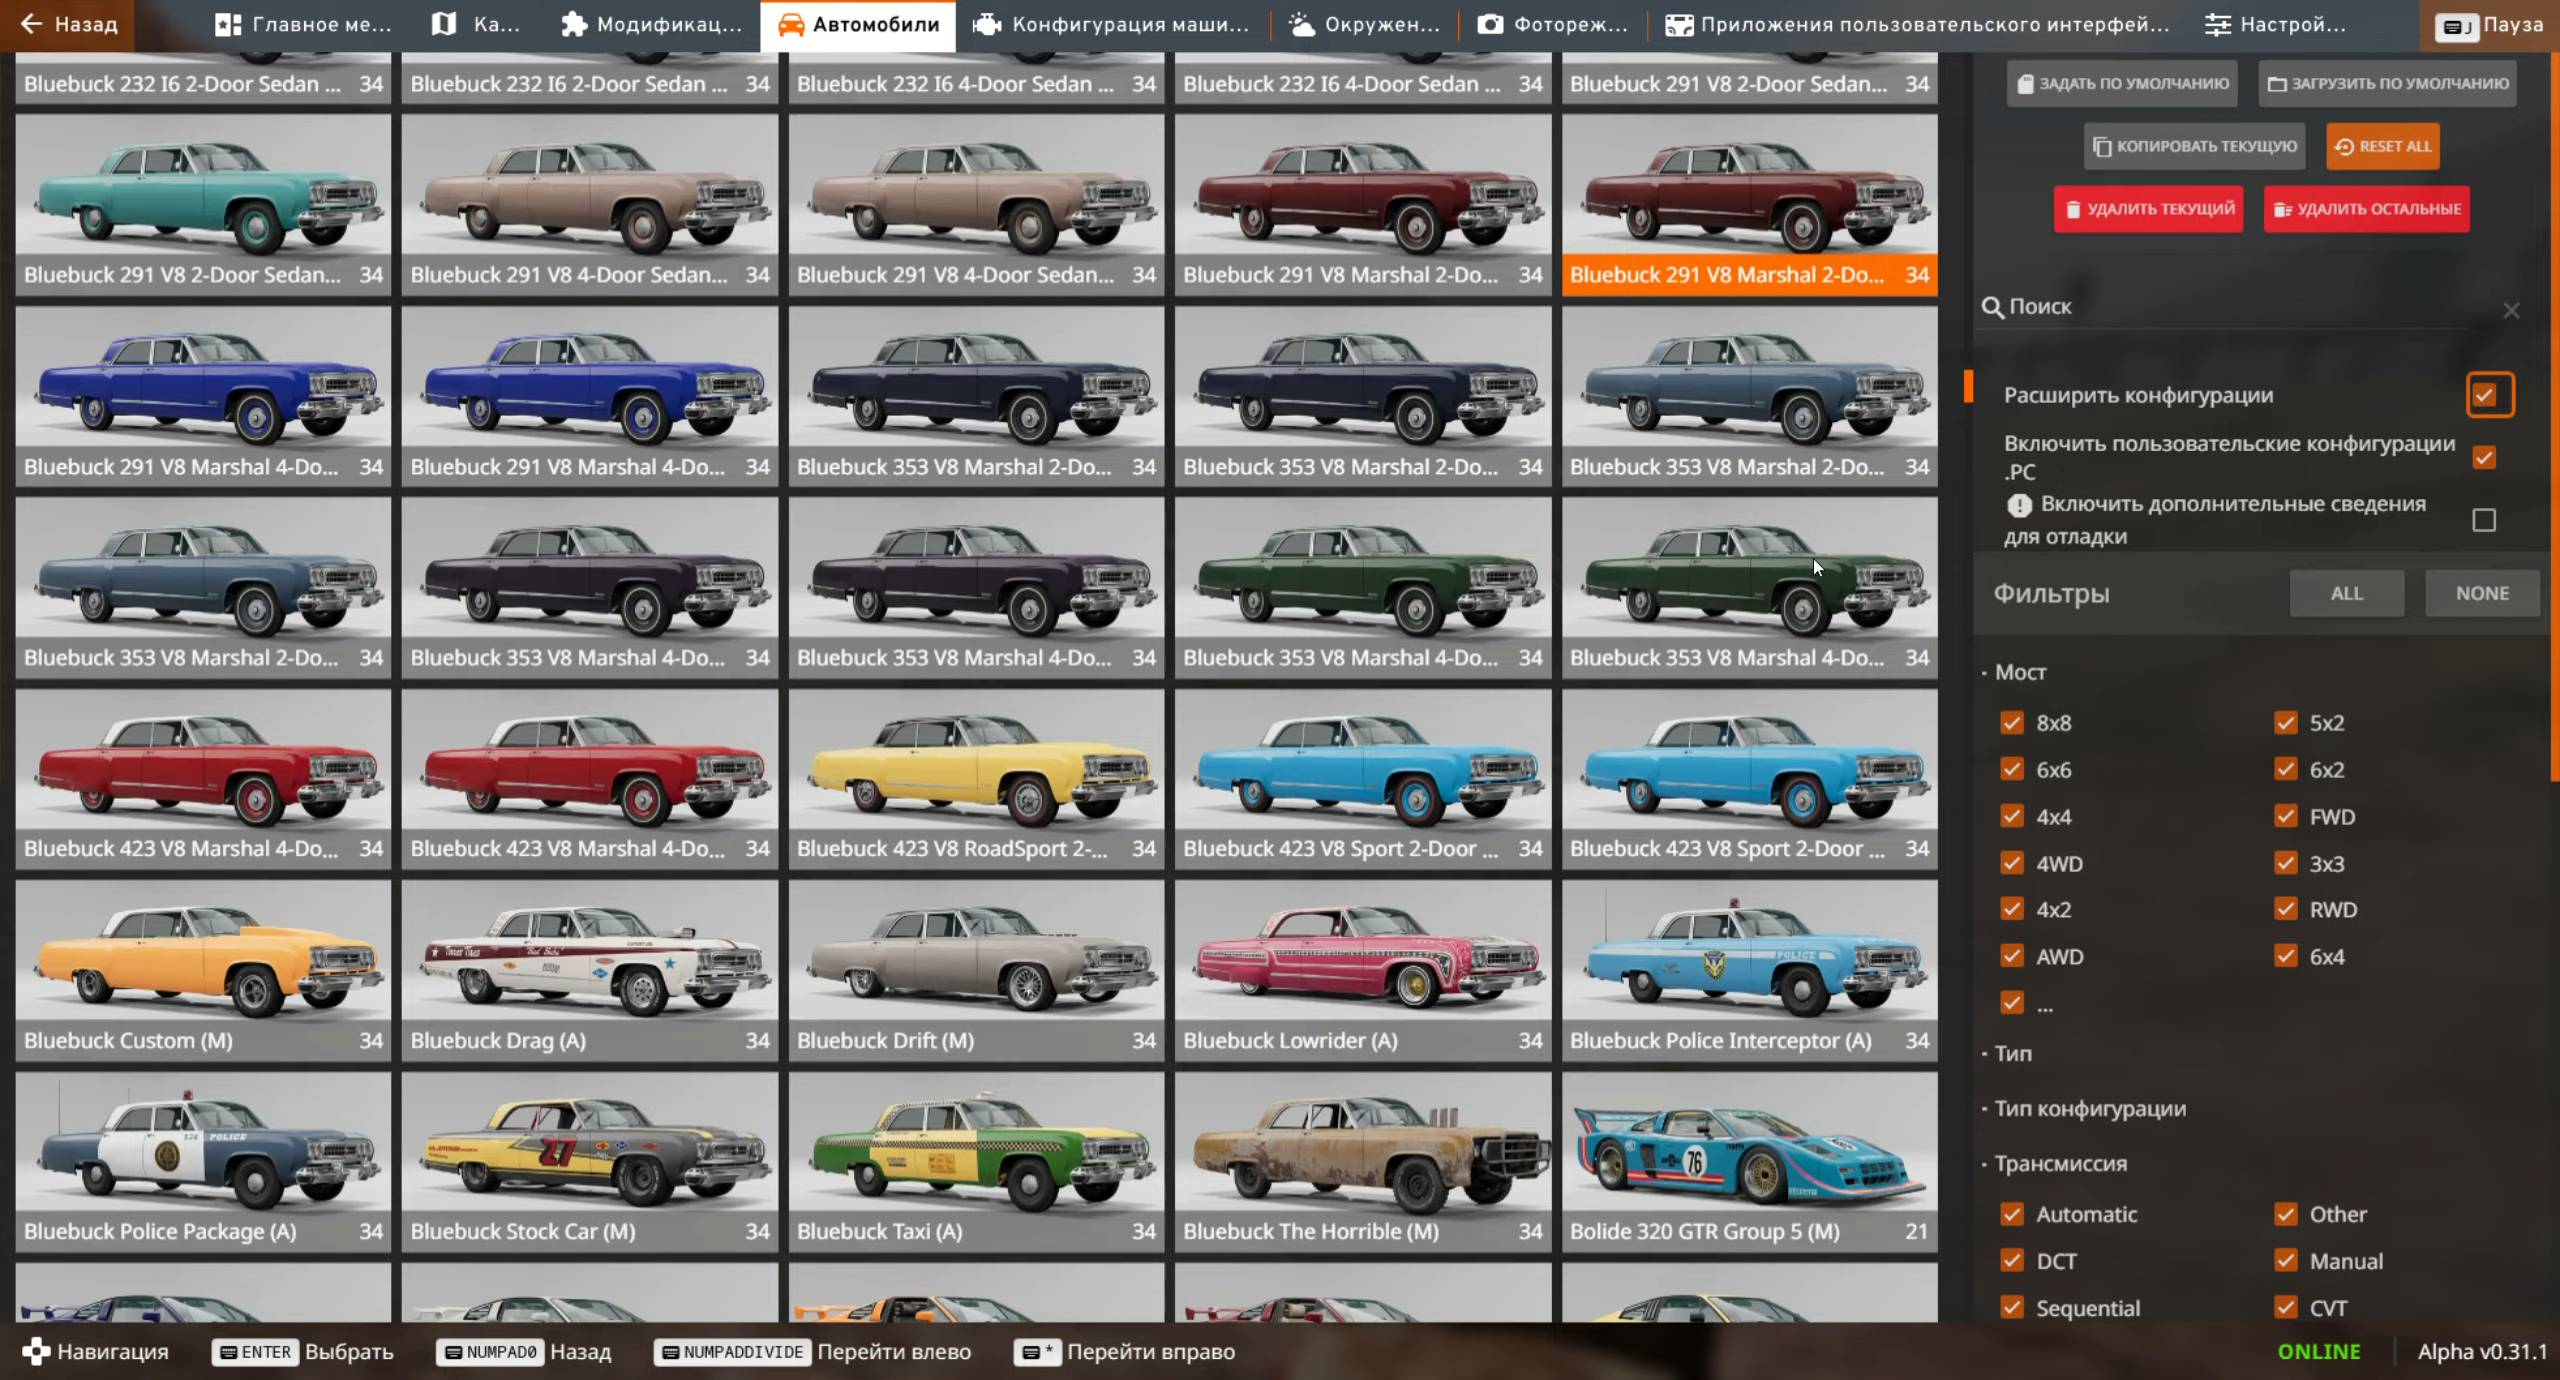 Назад
Главное ме...
Ка...
Модификац...
Автомобили
Конфигурация маши...
Окружен...
Фотореж...
Приложения пользовательского интерфей...
Настрой...
J Пауза
Bluebuck 232 I6 2-Door Sedan ... 34
Bluebuck 232 I6 2-Door Sedan ... 34
Bluebuck 232 I6 4-Door Sedan ... 34
Bluebuck 232 I6 4-Door Sedan ... 34
Bluebuck 291 V8 2-Door Sedan... 34
Bluebuck 291 V8 2-Door Sedan... 34
Bluebuck 291 V8 4-Door Sedan... 34
Bluebuck 291 V8 4-Door Sedan... 34
Bluebuck 291 V8 Marshal 2-Do... 34
Bluebuck 291 V8 Marshal 2-Do... 34
Bluebuck 291 V8 Marshal 4-Do... 34
Bluebuck 291 V8 Marshal 4-Do... 34
Bluebuck 353 V8 Marshal 2-Do... 34
Bluebuck 353 V8 Marshal 2-Do... 34
Bluebuck 353 V8 Marshal 2-Do... 34
Bluebuck 353 V8 Marshal 2-Do... 34
Bluebuck 353 V8 Marshal 4-Do... 34
Bluebuck 353 V8 Marshal 4-Do... 34
Bluebuck 353 V8 Marshal 4-Do... 34
Bluebuck 353 V8 Marshal 4-Do... 34
Bluebuck 423 V8 Marshal 4-Do... 34
Bluebuck 423 V8 Marshal 4-Do... 34
Bluebuck 423 V8 RoadSport 2-... 34
Bluebuck 423 V8 Sport 2-Door ... 34
Bluebuck 423 V8 Sport 2-Door ... 34
POLICE
Bluebuck Custom (M) 34
Bluebuck Drag (A) 34
Bluebuck Drift (M) 34
Bluebuck Lowrider (A) 34
Bluebuck Police Interceptor (A) 34
POLICE
27
76
Bluebuck Police Package (A) 34
Bluebuck Stock Car (M) 34
Bluebuck Taxi (A) 34
Bluebuck The Horrible (M) 34
Bolide 320 GTR Group 5 (M) 21
ЗАДАТЬ ПО УМОЛЧАНИЮ
ЗАГРУЗИТЬ ПО УМОЛЧАНИЮ
КОПИРОВАТЬ ТЕКУЩУЮ
RESET ALL
УДАЛИТЬ ТЕКУЩИЙ
УДАЛИТЬ ОСТАЛЬНЫЕ
Поиск
Расширить конфигурации
Включить пользовательские конфигурации
.PC
Включить дополнительные сведения
для отладки
Фильтры
ALL
NONE
· Мост
8x8
5x2
6x6
6x2
4x4
FWD
4WD
3x3
4x2
RWD
AWD
6x4
...
· Тип
· Тип конфигурации
· Трансмиссия
Automatic
Other
DCT
Manual
Sequential
CVT
Навигация
ENTER Выбрать
NUMPAD0 Назад
NUMPADDIVIDE Перейти влево
* Перейти вправо
ONLINE
Alpha v0.31.1